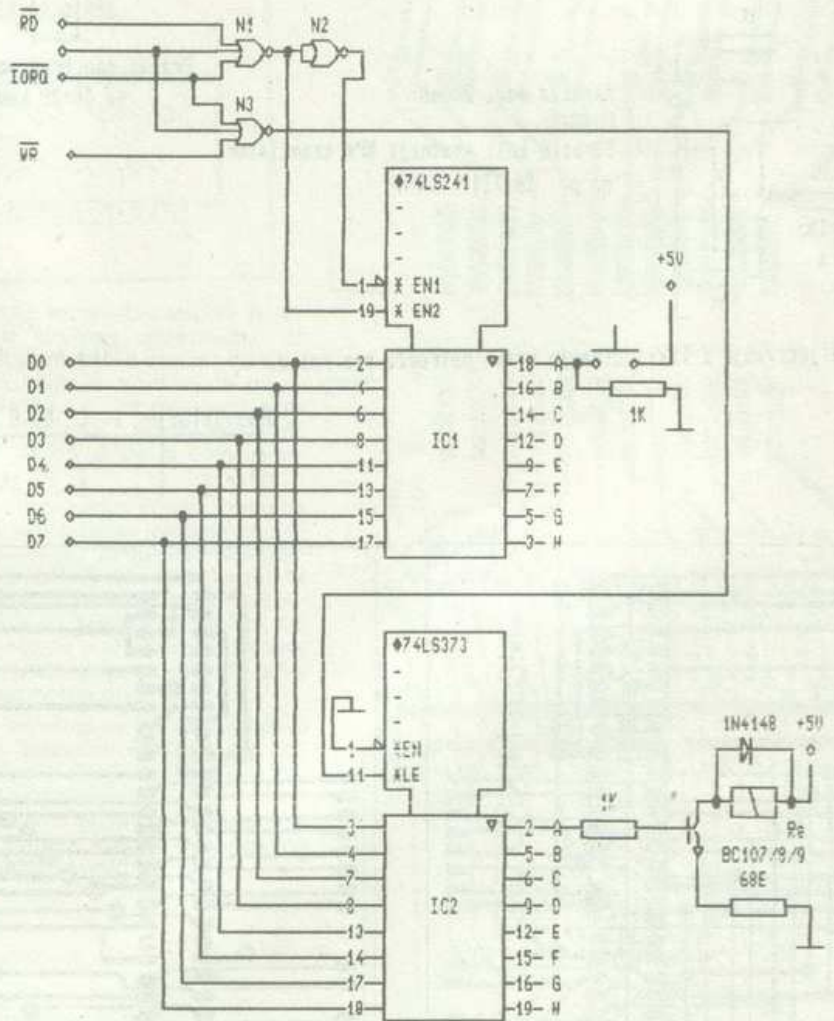 RD N1 N2
IORQ
N3
WR
◆74LS241
-
-
-
1 EN1
19 EN2
+5V
D0 2 18 A
D1 4 16 B
D2 6 14 C 1K
D3 8 IC1 12 D
D4 11 9 E
D5 13 7 F
D6 15 5 G
D7 17 3 H
◆74LS373
-
-
-
1 EN
11 ALE
1N4148 +5V
3 2 A 1K
4 5 B Re
7 6 C BC107/8/9
8 IC2 9 D 68E
13 12 E
14 15 F
17 16 G
18 19 H